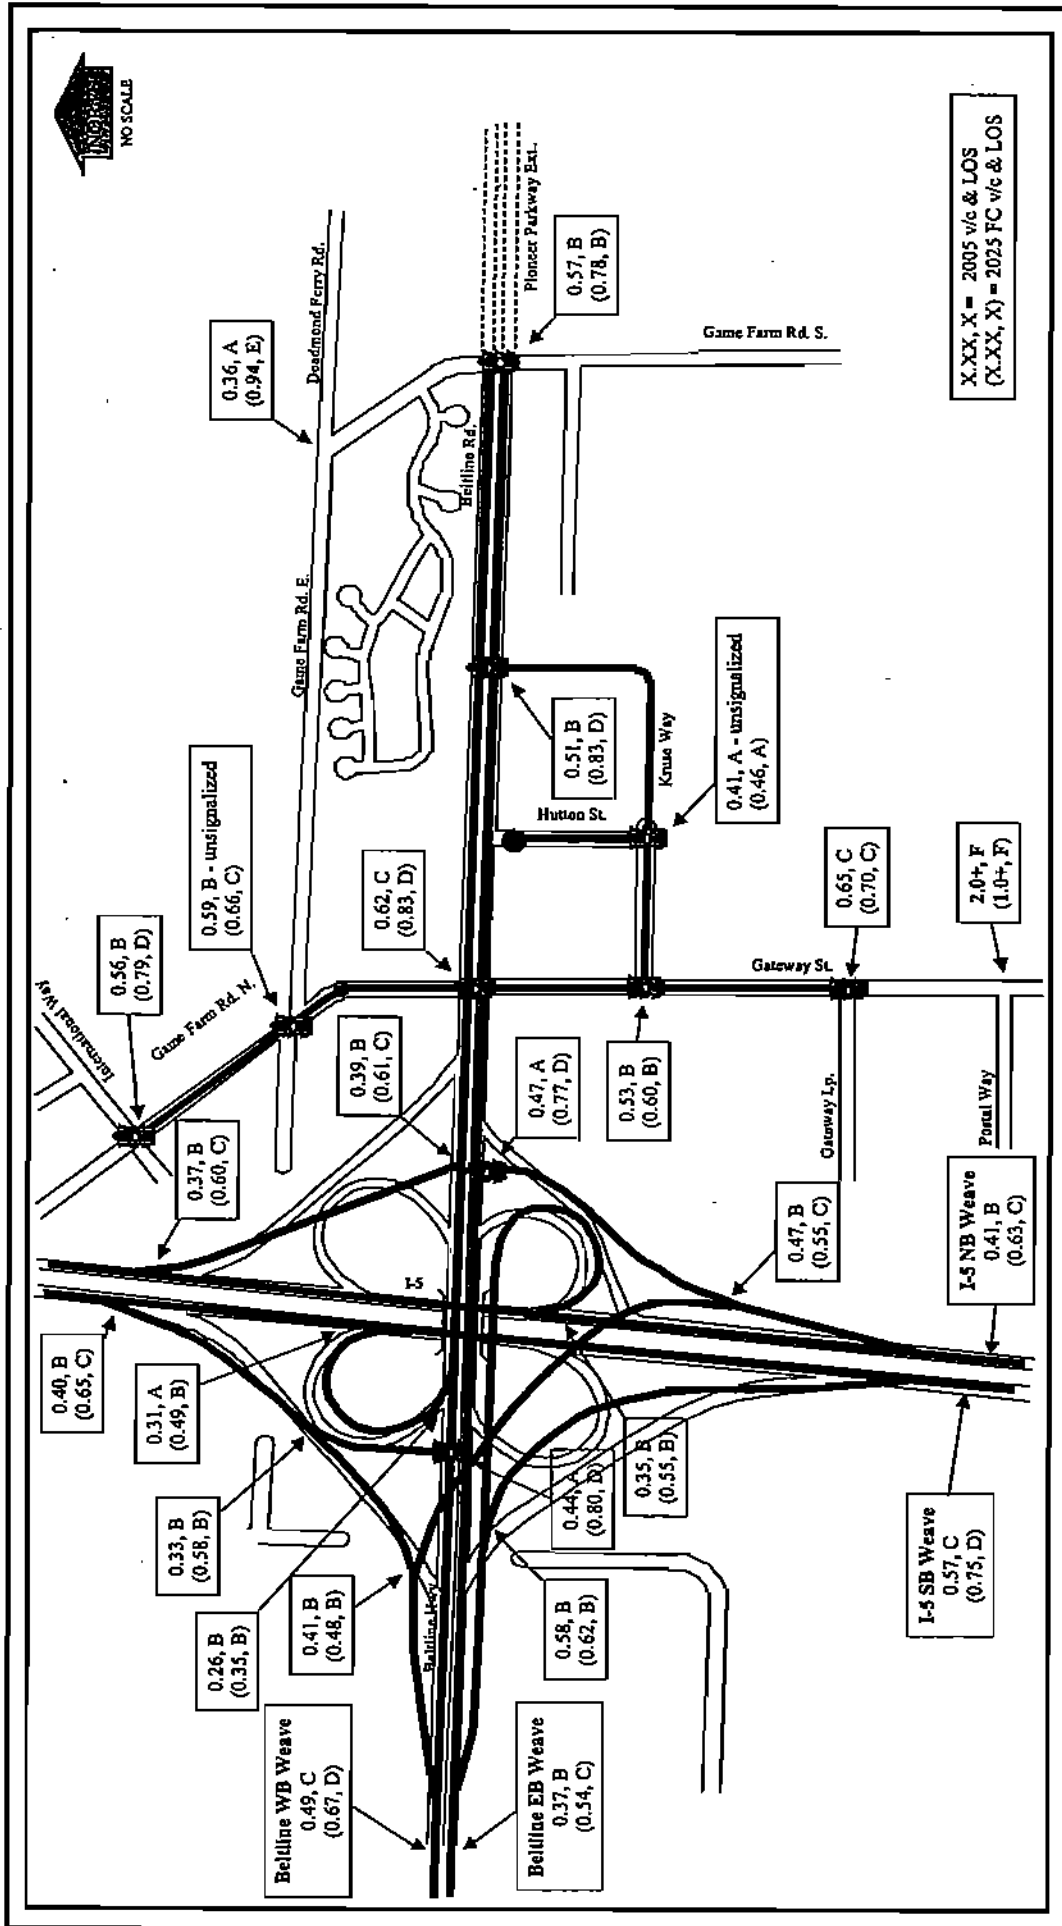 NORTH
NO SCALE
International Way
0.56, B
(0.79, D)
Game Farm Rd. N.
0.59, B - unsignalized
(0.66, C)
Game Farm Rd. E.
Deadmond Ferry Rd.
0.36, A
(0.94, E)
0.37, B
(0.60, C)
0.40, B
(0.65, C)
0.31, A
(0.49, B)
0.33, B
(0.58, B)
0.26, B
(0.35, B)
0.41, B
(0.48, B)
Beltline Hwy
Beltline WB Weave
0.49, C
(0.67, D)
Beltline EB Weave
0.37, B
(0.54, C)
0.58, B
(0.62, B)
0.44, A
(0.80, D)
0.35, B
(0.55, B)
I-5
0.39, B
(0.61, C)
0.47, A
(0.77, D)
0.62, C
(0.83, D)
Beltline Rd.
Pioneer Parkway Ext.
0.57, B
(0.78, B)
Game Farm Rd. S.
0.51, B
(0.83, D)
Hutton St.
Kruse Way
0.41, A - unsignalized
(0.46, A)
0.53, B
(0.60, B)
Gateway St.
0.65, C
(0.70, C)
Gateway Lp.
2.0+, F
(1.0+, F)
Postal Way
0.47, B
(0.55, C)
I-5 NB Weave
0.41, B
(0.63, C)
I-5 SB Weave
0.57, C
(0.75, D)
X.XX, X = 2005 v/c & LOS
(X.XX, X) = 2025 FC v/c & LOS